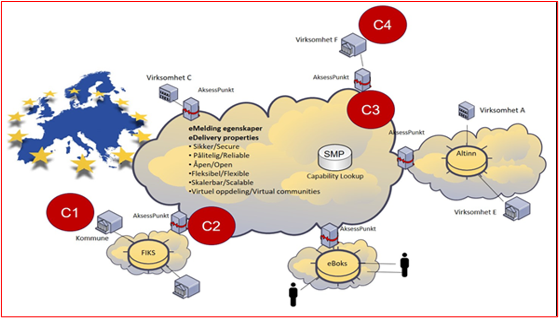 C4
Virksomhet F
AksessPunkt
Virksomhet C
AksessPunkt
C3
eMelding egenskaper
eDelivery properties
• Sikker/Secure
• Pålitelig/Reliable
• Åpen/Open
• Fleksibel/Flexible
• Skalerbar/Scalable
• Virtuel oppdeling/Virtual communities
SMP
Capability Lookup
Virksomhet A
AksessPunkt
Altinn
Virksomhet E
C1
Kommune
C2
AksessPunkt
FIKS
AksessPunkt
eBoks